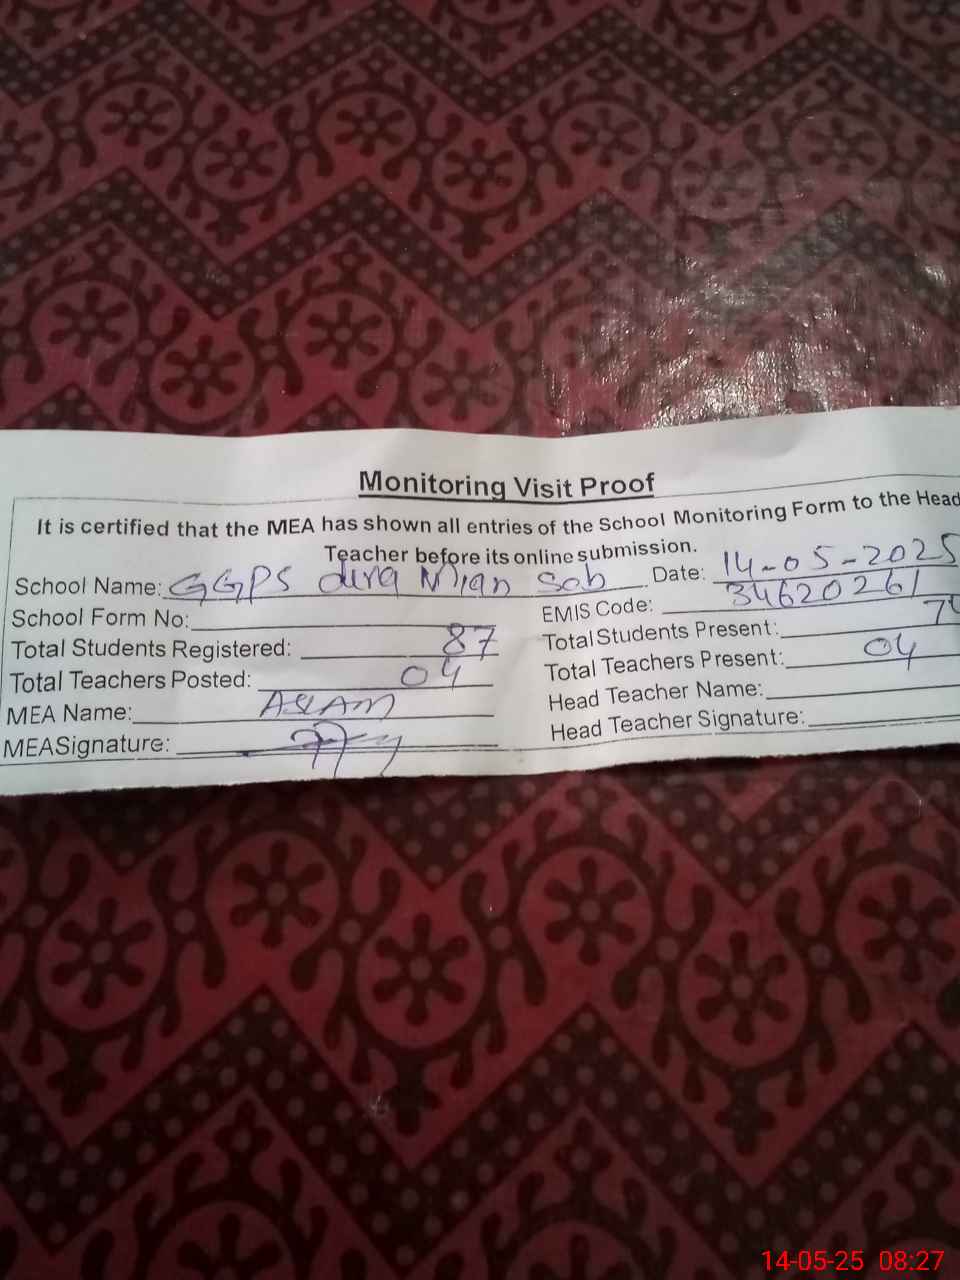 Monitoring Visit Proof
It is certified that the MEA has shown all entries of the School Monitoring Form to the Head
Teacher before its online submission.
School Name: GGPS dera Mian Sab Date: 14-05-2025
School Form No: EMIS Code: 34620261
Total Students Registered: 87 Total Students Present:
Total Teachers Posted: 04 Total Teachers Present: 04
MEA Name: ASLAM Head Teacher Name:
MEASignature: Head Teacher Signature:
14-05-25 08:27